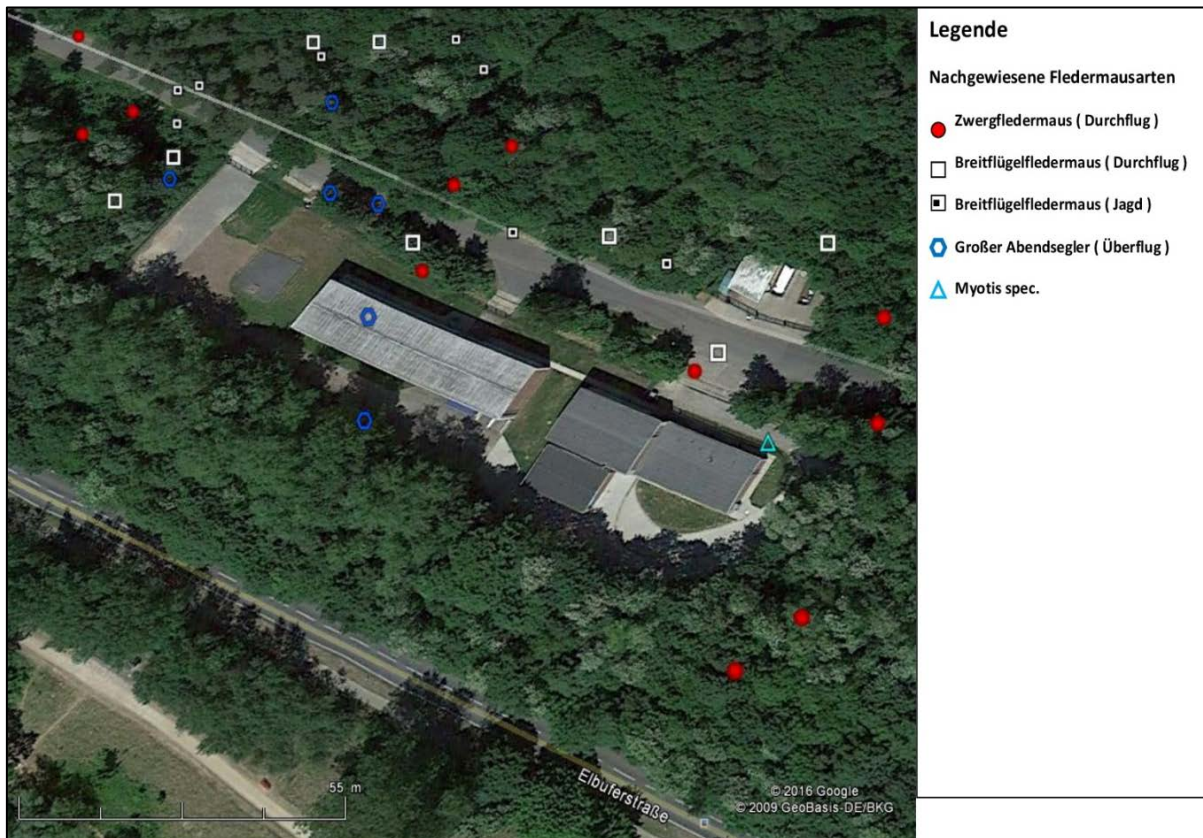 Legende
Nachgewiesene Fledermausarten
Zwergfledermaus ( Durchflug )
Breitflügelfledermaus ( Durchflug )
Breitflügelfledermaus ( Jagd )
Großer Abendsegler ( Überflug )
Myotis spec.
55 m
Elbuferstraße
© 2016 Google
© 2009 GeoBasis-DE/BKG